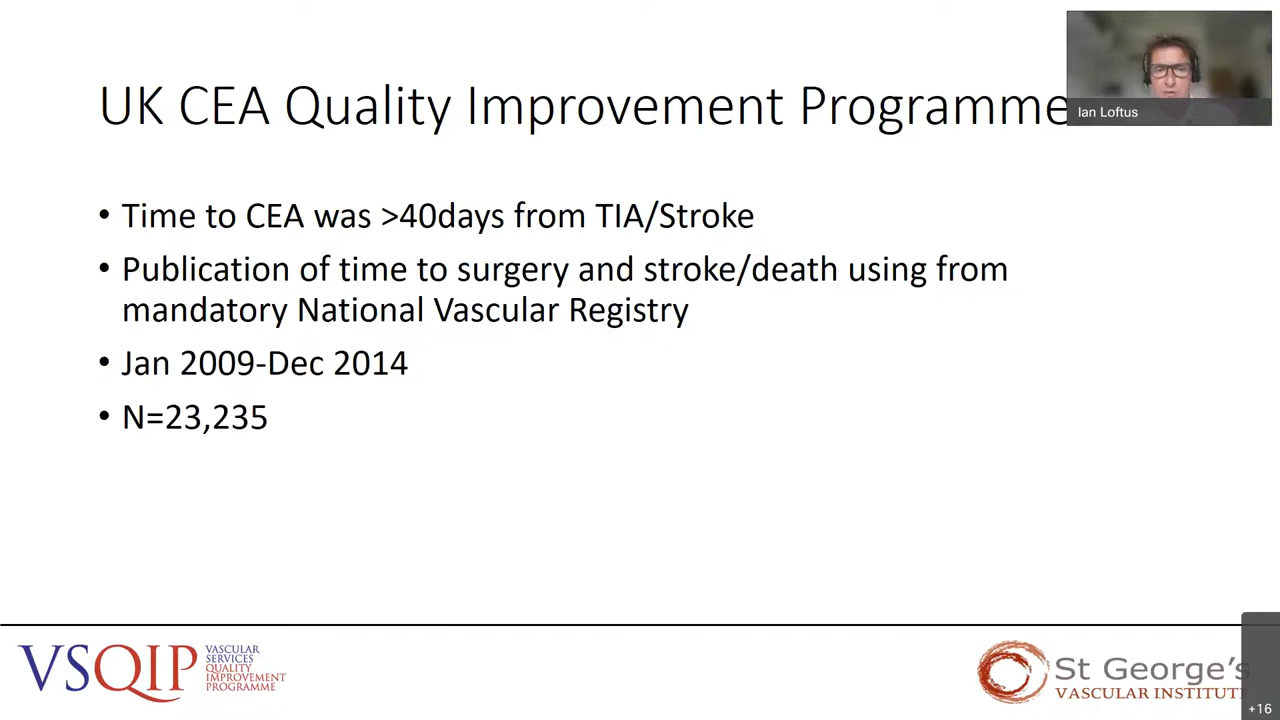 UK CEA Quality Improvement Programme
Ian Loftus
• Time to CEA was >40days from TIA/Stroke
• Publication of time to surgery and stroke/death using from
mandatory National Vascular Registry
• Jan 2009-Dec 2014
• N=23,235
VSQIP
VASCULAR
SERVICES
QUALITY
IMPROVEMENT
PROGRAMME
St George's
VASCULAR INSTITUTE
+16